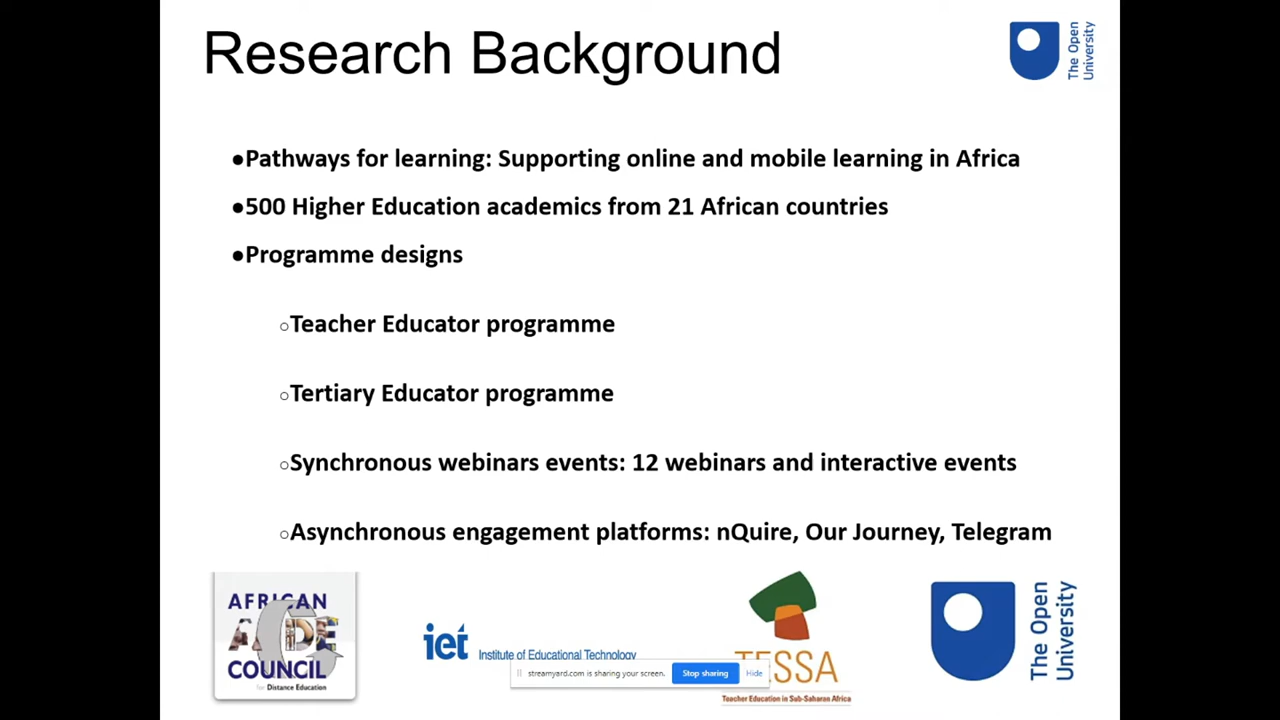 Research Background
The Open University
●Pathways for learning: Supporting online and mobile learning in Africa
●500 Higher Education academics from 21 African countries
●Programme designs
○Teacher Educator programme
○Tertiary Educator programme
○Synchronous webinars events: 12 webinars and interactive events
○Asynchronous engagement platforms: nQuire, Our Journey, Telegram
AFRICAN
COUNCIL
for Distance Education
iet Institute of Educational Technology
TESSA
Teacher Education in Sub-Saharan Africa
The Open University
streamyard.com is sharing your screen.
Stop sharing
Hide